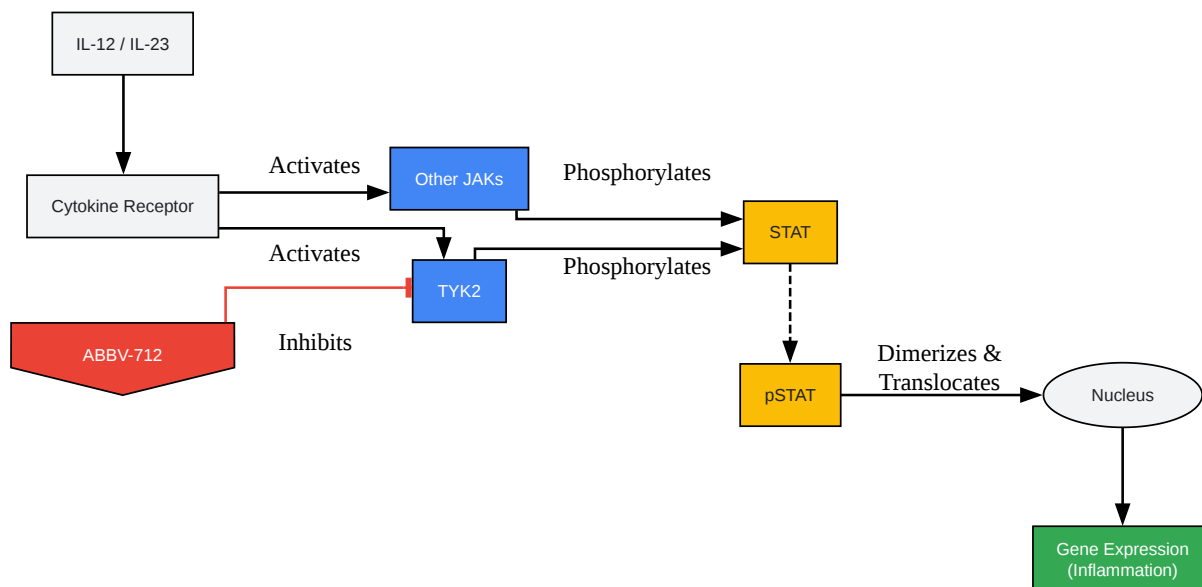 IL-12 / IL-23
Activates
Other JAKs
Phosphorylates
Cytokine Receptor
STAT
Activates
Phosphorylates
TYK2
Inhibits
ABBV-712
Dimerizes &
Translocates
pSTAT
Nucleus
Gene Expression
(Inflammation)